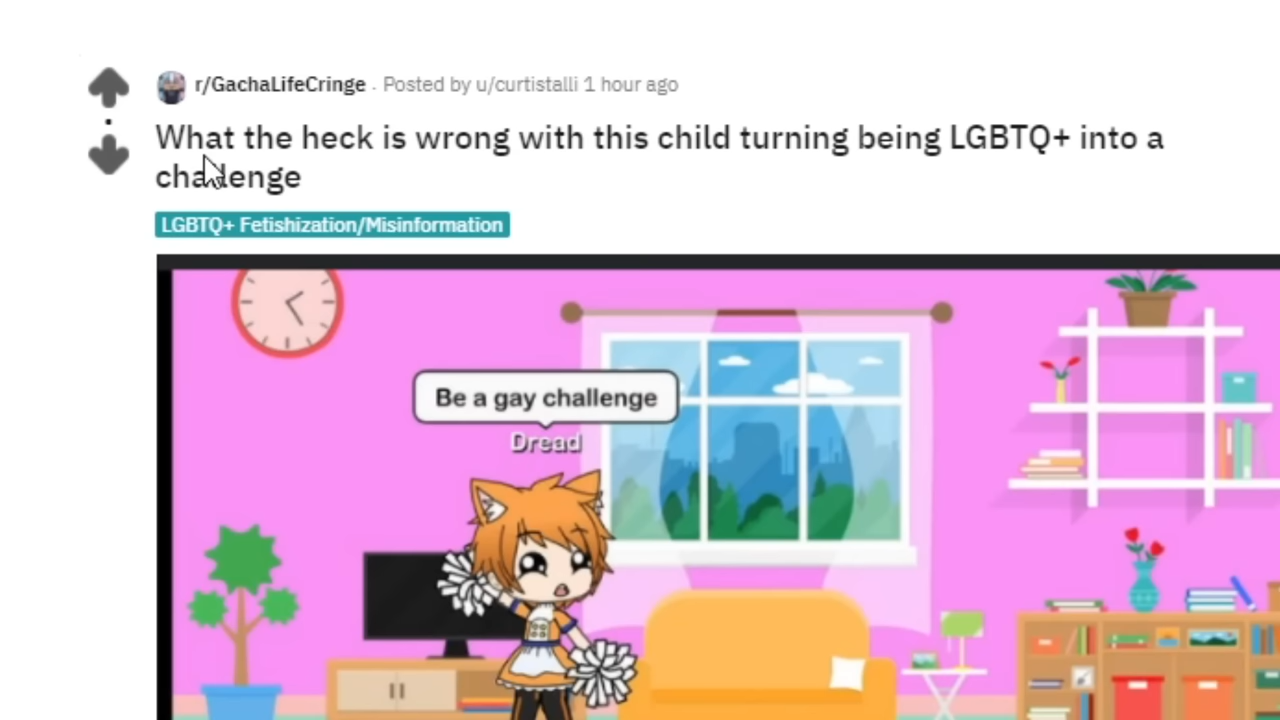 r/GachaLifeCringe · Posted by u/curtistalli 1 hour ago
What the heck is wrong with this child turning being LGBTQ+ into a
challenge
LGBTQ+ Fetishization/Misinformation
Be a gay challenge
Dread